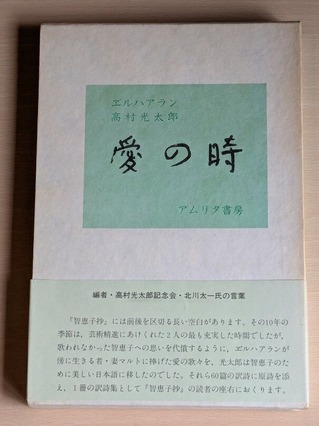 エルハアラン
高村光太郎
愛の時
アムリタ書房
編者・高村光太郎記念会・北川太一氏の言葉
『智恵子抄』には前後を区切る長い空白があります。その10年の
季節は、芸術精進にあけくれた2人の最も充実した時間でしたが、
歌われなかった智恵子への思いを代償するように、エルハアランが
傍に生きる者・妻マルトに捧げた愛の歌々を、光太郎は智恵子のた
めに美しい日本語に移したのでした。それら60篇の訳詩に原詩を添
え、1冊の訳詩集として『智恵子抄』の読者の座右におくります。